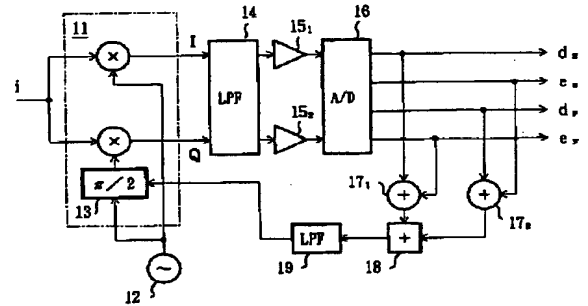 11
14
15₁
16
I
dₓ
i
LPF
A/D
eₓ
15₂
dᵧ
Q
eᵧ
π/2
13
17₁
17₂
LPF
12
19
18